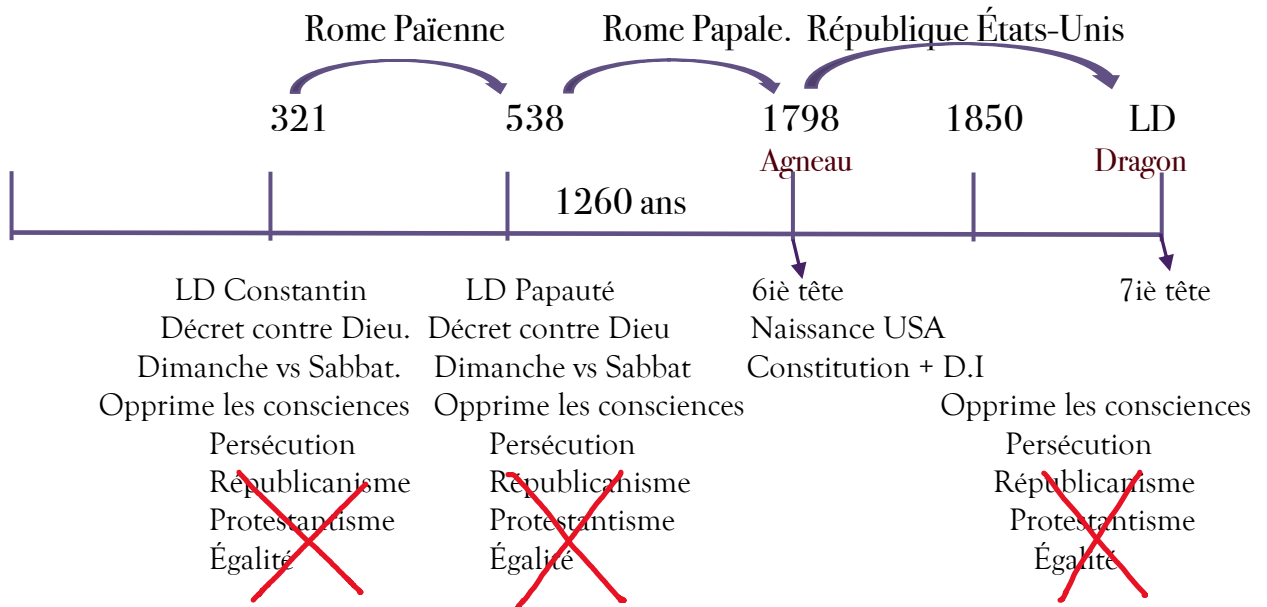 Rome Païenne Rome Papale. République États-Unis
321 538 1798 1850 LD
Agneau Dragon
1260 ans
LD Constantin LD Papauté 6iè tête 7iè tête
Décret contre Dieu. Décret contre Dieu Naissance USA
Dimanche vs Sabbat. Dimanche vs Sabbat Constitution + D.I
Opprime les consciences Opprime les consciences Opprime les consciences
Persécution Persécution Persécution
Républicanisme Républicanisme Républicanisme
Protestantisme Protestantisme Protestantisme
Égalité Égalité Égalité